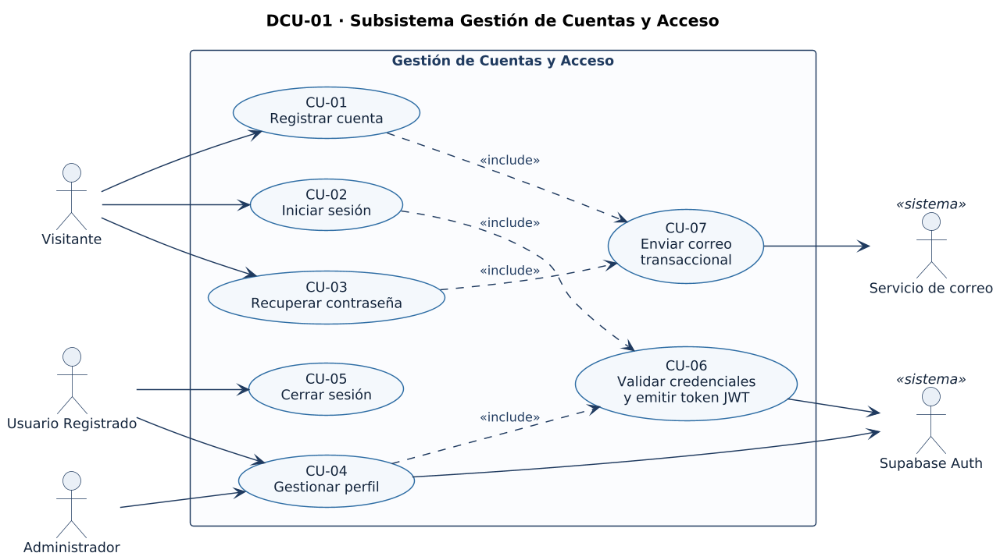 DCU-01 · Subsistema Gestión de Cuentas y Acceso
Gestión de Cuentas y Acceso
CU-01
Registrar cuenta
«include»
CU-02
Iniciar sesión
«include»
Visitante
CU-03
Recuperar contraseña
«include»
CU-07
Enviar correo
transaccional
«sistema»
Servicio de correo
CU-05
Cerrar sesión
Usuario Registrado
CU-06
Validar credenciales
y emitir token JWT
«sistema»
Supabase Auth
«include»
CU-04
Gestionar perfil
Administrador